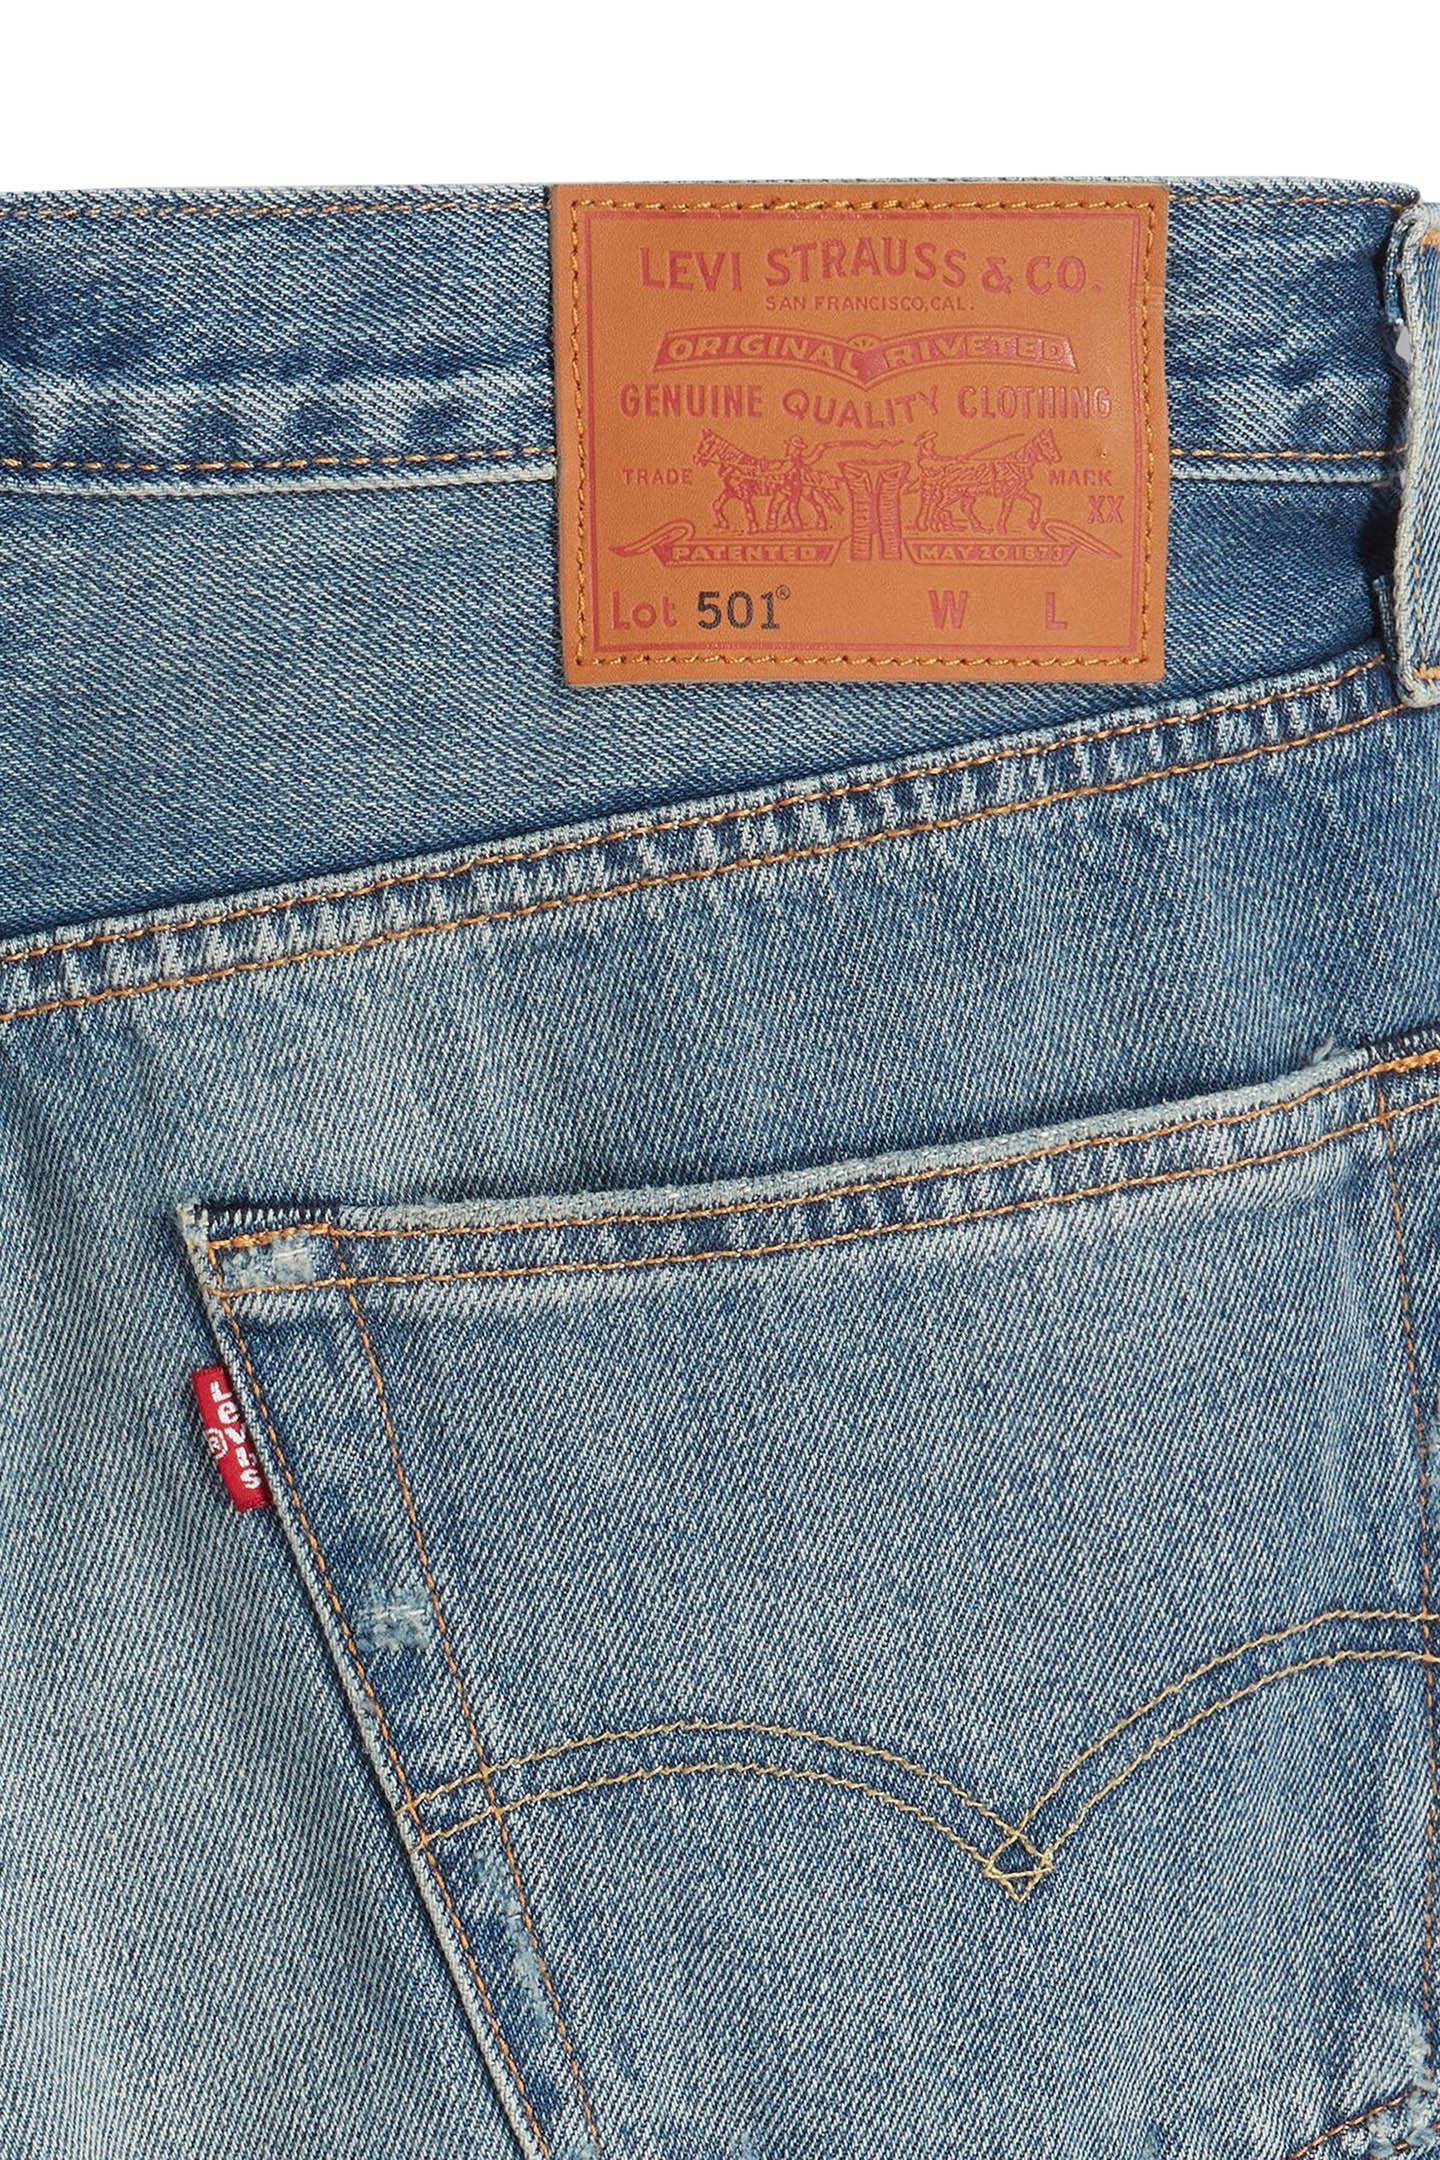 LEVI STRAUSS & CO.
SAN FRANCISCO, CAL.
ORIGINAL RIVETED
GENUINE QUALITY CLOTHING
TRADE MARK
XX
PATENTED MAY 20 1873
Lot 501® W L
Levi's®